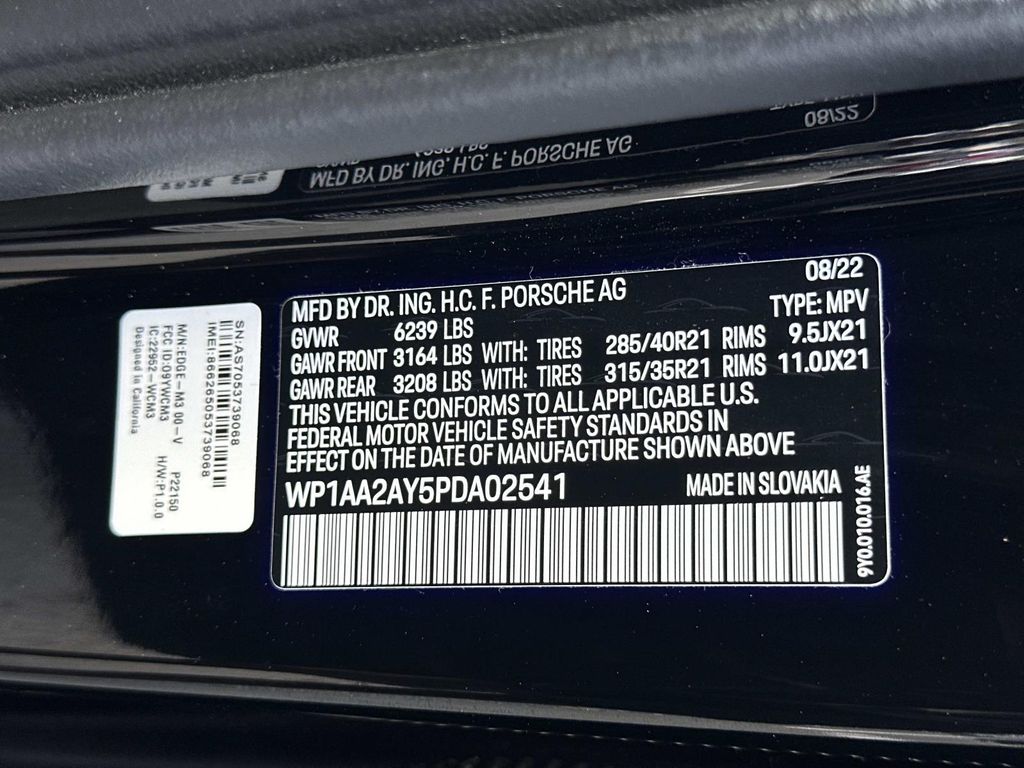 08/22
MFD BY DR. ING. H.C. F. PORSCHE AG
08/22
MFD BY DR. ING. H.C. F. PORSCHE AG
TYPE: MPV
GVWR 6239 LBS
GAWR FRONT 3164 LBS WITH: TIRES 285/40R21 RIMS 9.5JX21
GAWR REAR 3208 LBS WITH: TIRES 315/35R21 RIMS 11.0JX21
THIS VEHICLE CONFORMS TO ALL APPLICABLE U.S.
FEDERAL MOTOR VEHICLE SAFETY STANDARDS IN
EFFECT ON THE DATE OF MANUFACTURE SHOWN ABOVE
WP1AA2AY5PDA02541 MADE IN SLOVAKIA
9Y0.010.016.AE
SN:AS7053739068
IMEI:866265053739068
M/N:EDGE-M3 00-V P22150
FCC ID:09YWCM3 H/W:P1.0.0
IC:22952-WCM3
Designed in California